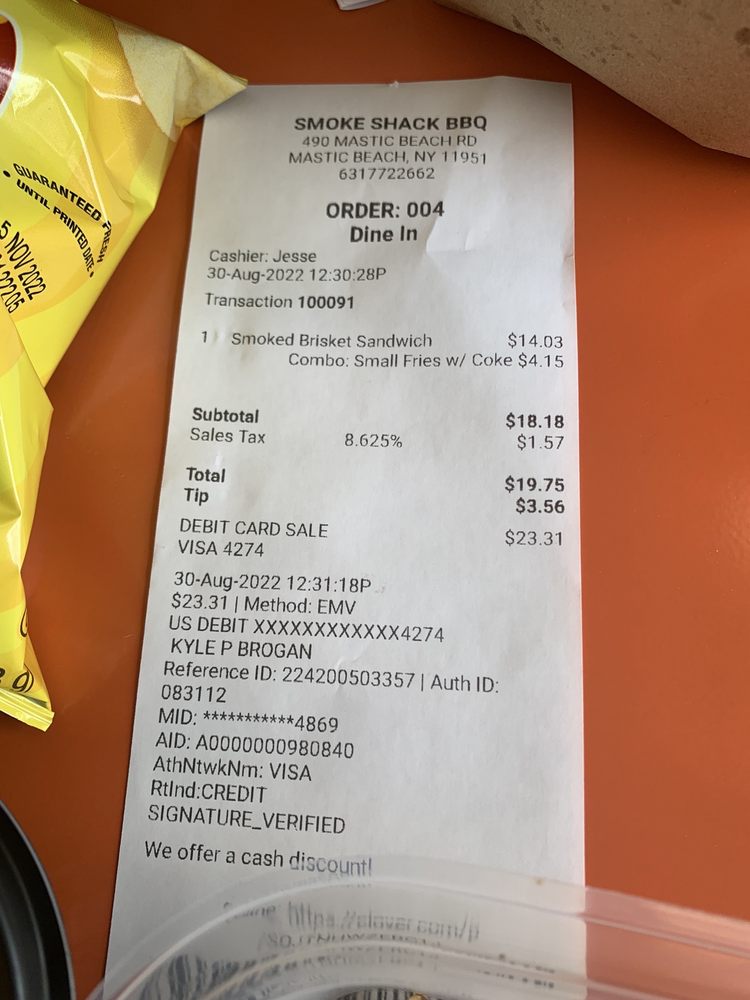 GUARANTEED FRESH
UNTIL PRINTED DATE
5 NOV 2022
SMOKE SHACK BBQ
490 MASTIC BEACH RD
MASTIC BEACH, NY 11951
6317722662
ORDER: 004
Dine In
Cashier: Jesse
30-Aug-2022 12:30:28P
Transaction 100091
1 Smoked Brisket Sandwich $14.03
Combo: Small Fries w/ Coke $4.15
Subtotal $18.18
Sales Tax 8.625% $1.57
Total $19.75
Tip $3.56
DEBIT CARD SALE $23.31
VISA 4274
30-Aug-2022 12:31:18P
$23.31 | Method: EMV
US DEBIT XXXXXXXXXXXX4274
KYLE P BROGAN
Reference ID: 224200503357 | Auth ID:
083112
MID: ***********4869
AID: A0000000980840
AthNtwkNm: VISA
RtInd:CREDIT
SIGNATURE_VERIFIED
We offer a cash discount!
https://clover.com/p